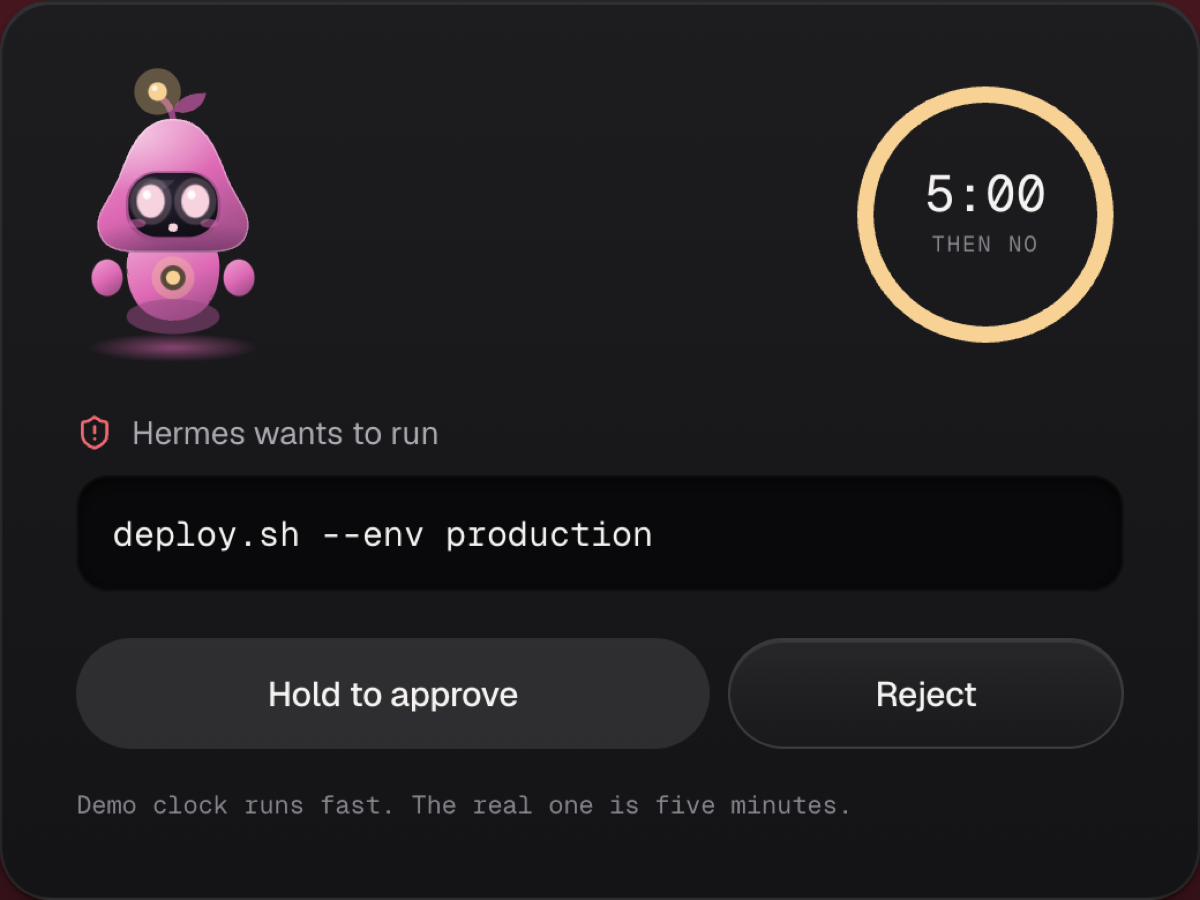 5:00
THEN NO
Hermes wants to run
deploy.sh --env production
Hold to approve
Reject
Demo clock runs fast. The real one is five minutes.